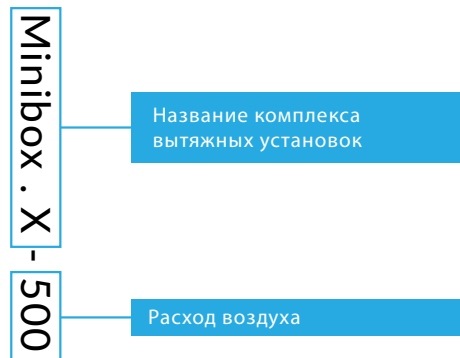 Minibox . X - 500
Название комплекса
вытяжных установок
Расход воздуха